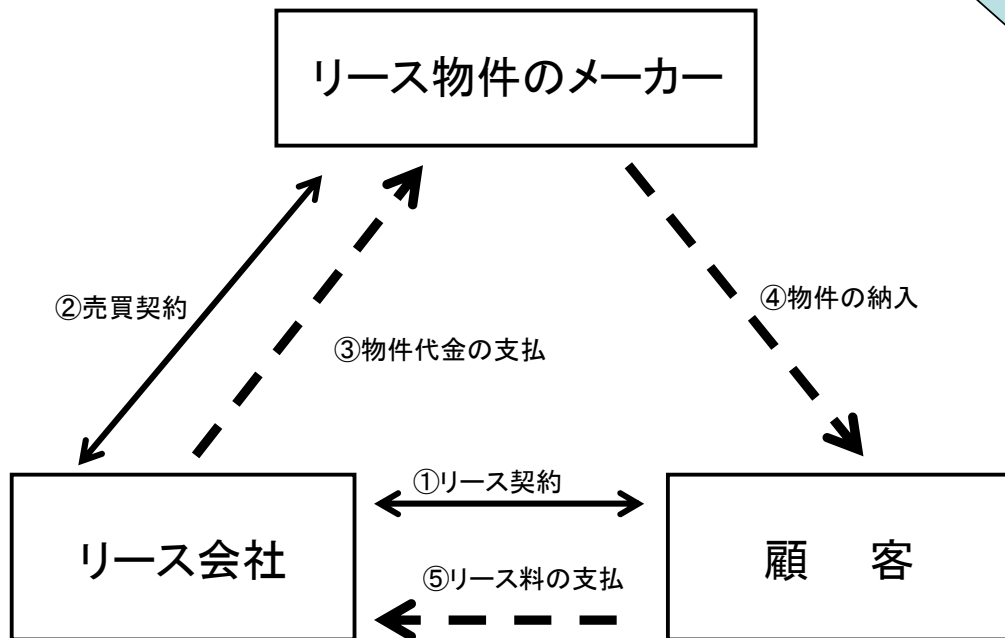 リース物件のメーカー
②売買契約
④物件の納入
③物件代金の支払
①リース契約
リース会社
顧　客
⑤リース料の支払